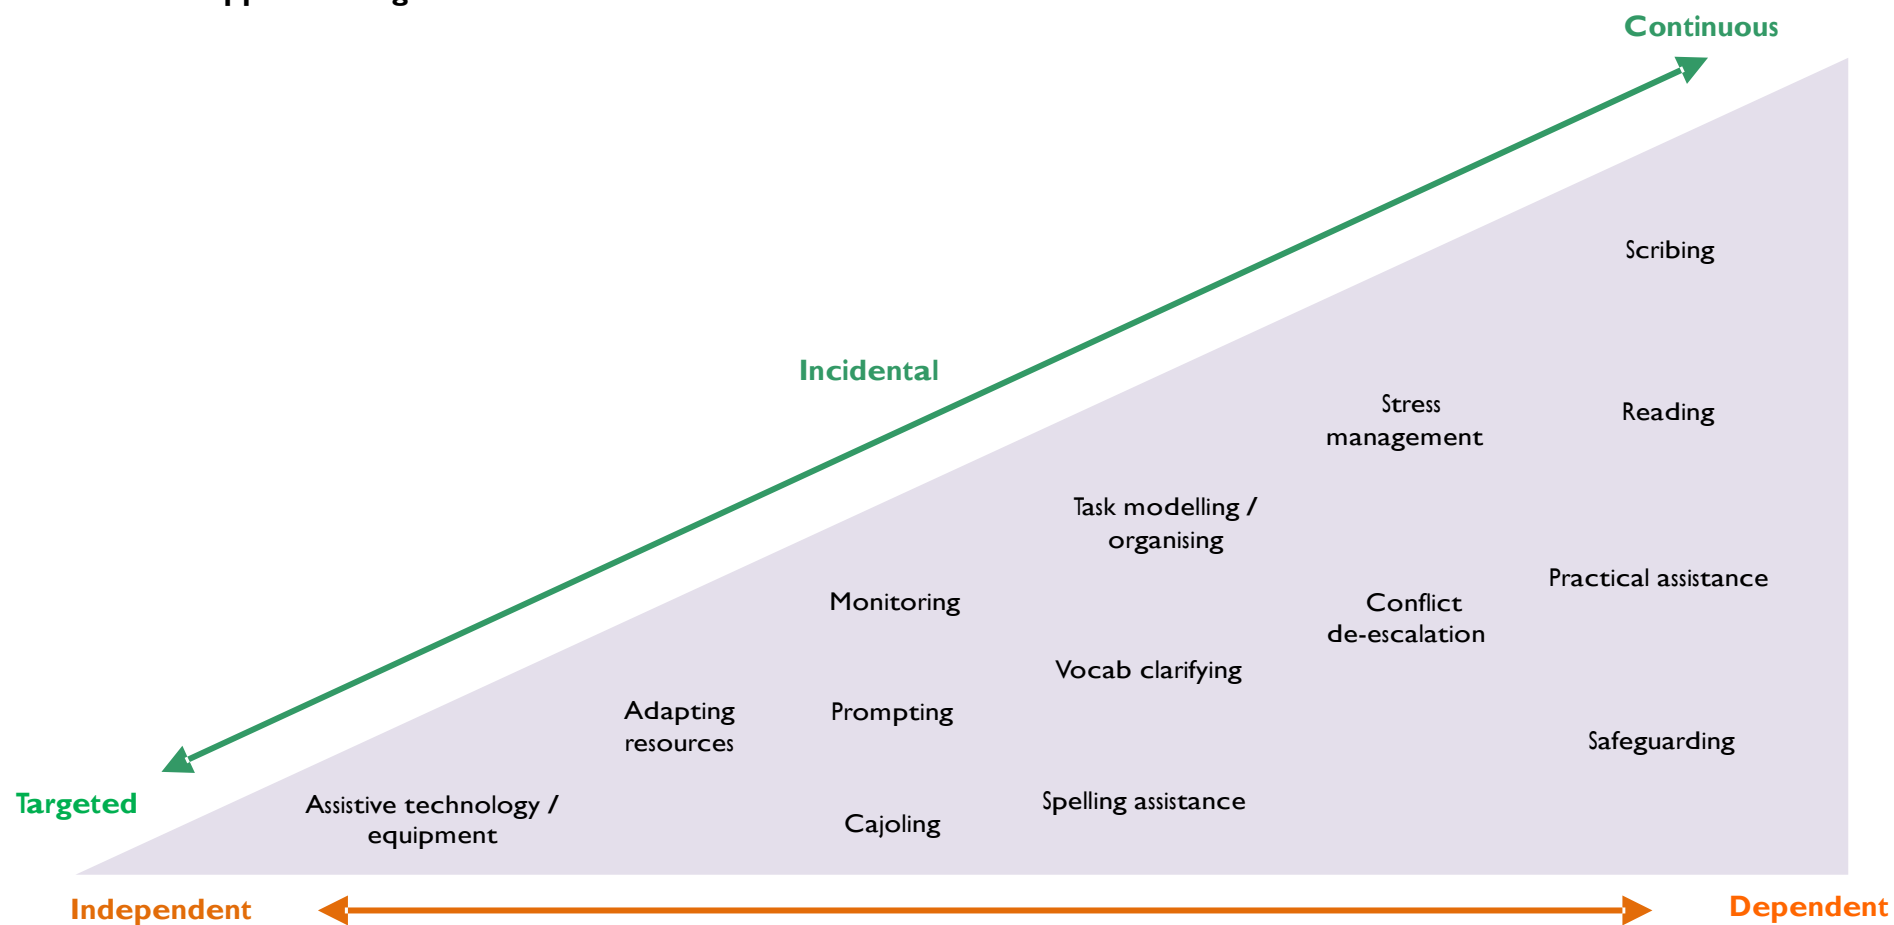 Continuous
Scribing
Incidental
Stress
management
Reading
Task modelling /
organising
Monitoring
Practical assistance
Conflict
de-escalation
Vocab clarifying
Adapting
resources
Prompting
Safeguarding
Targeted
Assistive technology /
equipment
Spelling assistance
Cajoling
Independent
Dependent